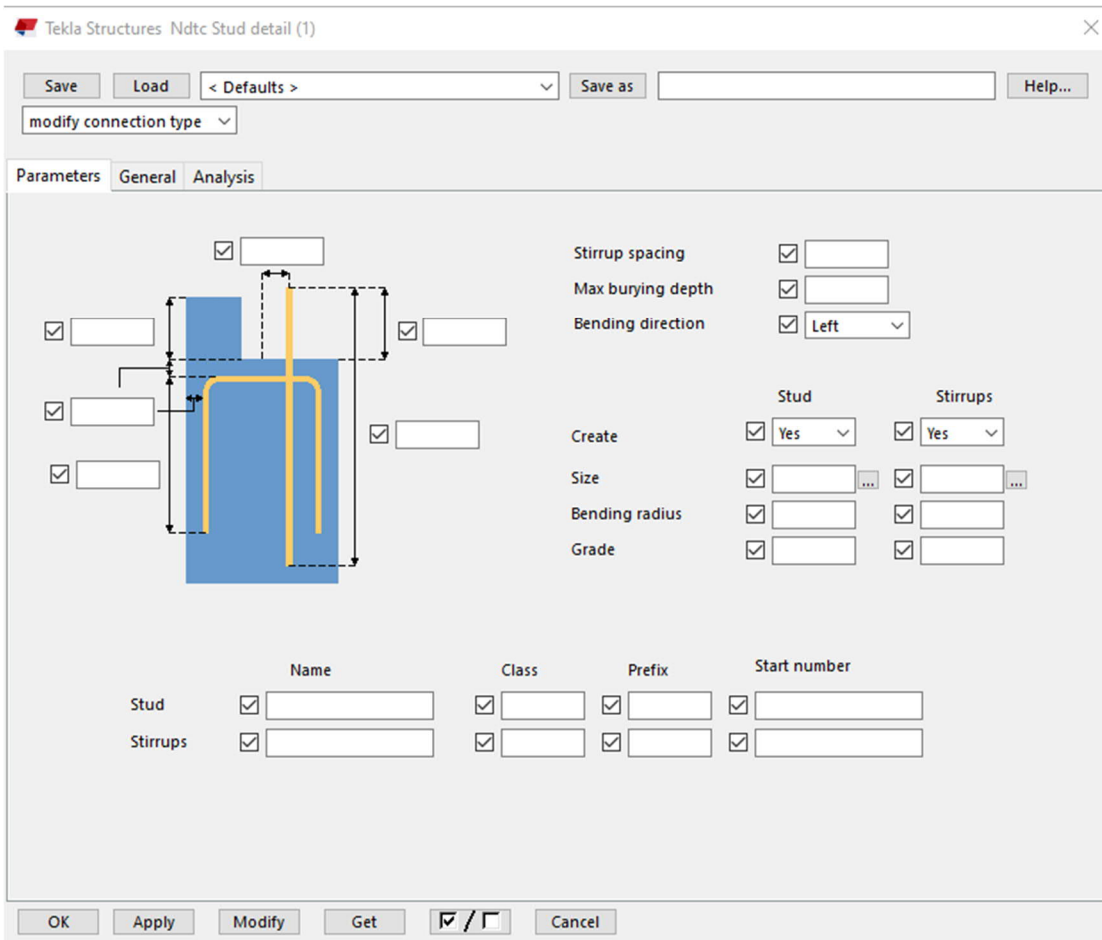 Tekla Structures Ndtc Stud detail (1)
Save Load < Defaults > Save as Help...
modify connection type
Parameters General Analysis
Stirrup spacing
Max burying depth
Bending direction Left
Stud Stirrups
Create Yes Yes
Size ... ...
Bending radius
Grade
Name Class Prefix Start number
Stud
Stirrups
OK Apply Modify Get / Cancel